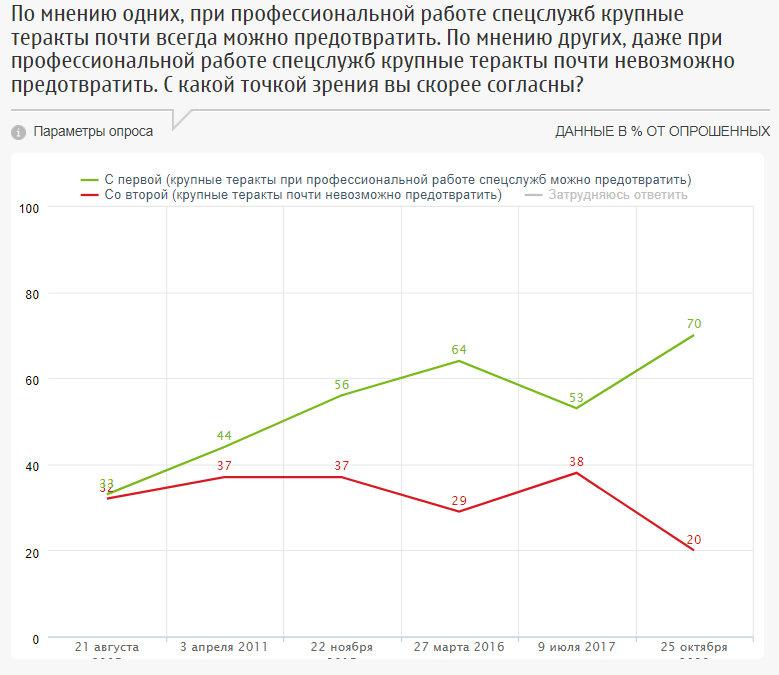 По мнению одних, при профессиональной работе спецслужб крупные
теракты почти всегда можно предотвратить. По мнению других, даже при
профессиональной работе спецслужб крупные теракты почти невозможно
предотвратить. С какой точкой зрения вы скорее согласны?
Параметры опроса
ДАННЫЕ В % ОТ ОПРОШЕННЫХ
С первой (крупные теракты при профессиональной работе спецслужб можно предотвратить)
Со второй (крупные теракты почти невозможно предотвратить) Затрудняюсь ответить
100
80
60
40
20
0
33
44
56
64
53
70
32
37
37
29
38
20
21 августа
3 апреля 2011
22 ноября
27 марта 2016
9 июля 2017
25 октября